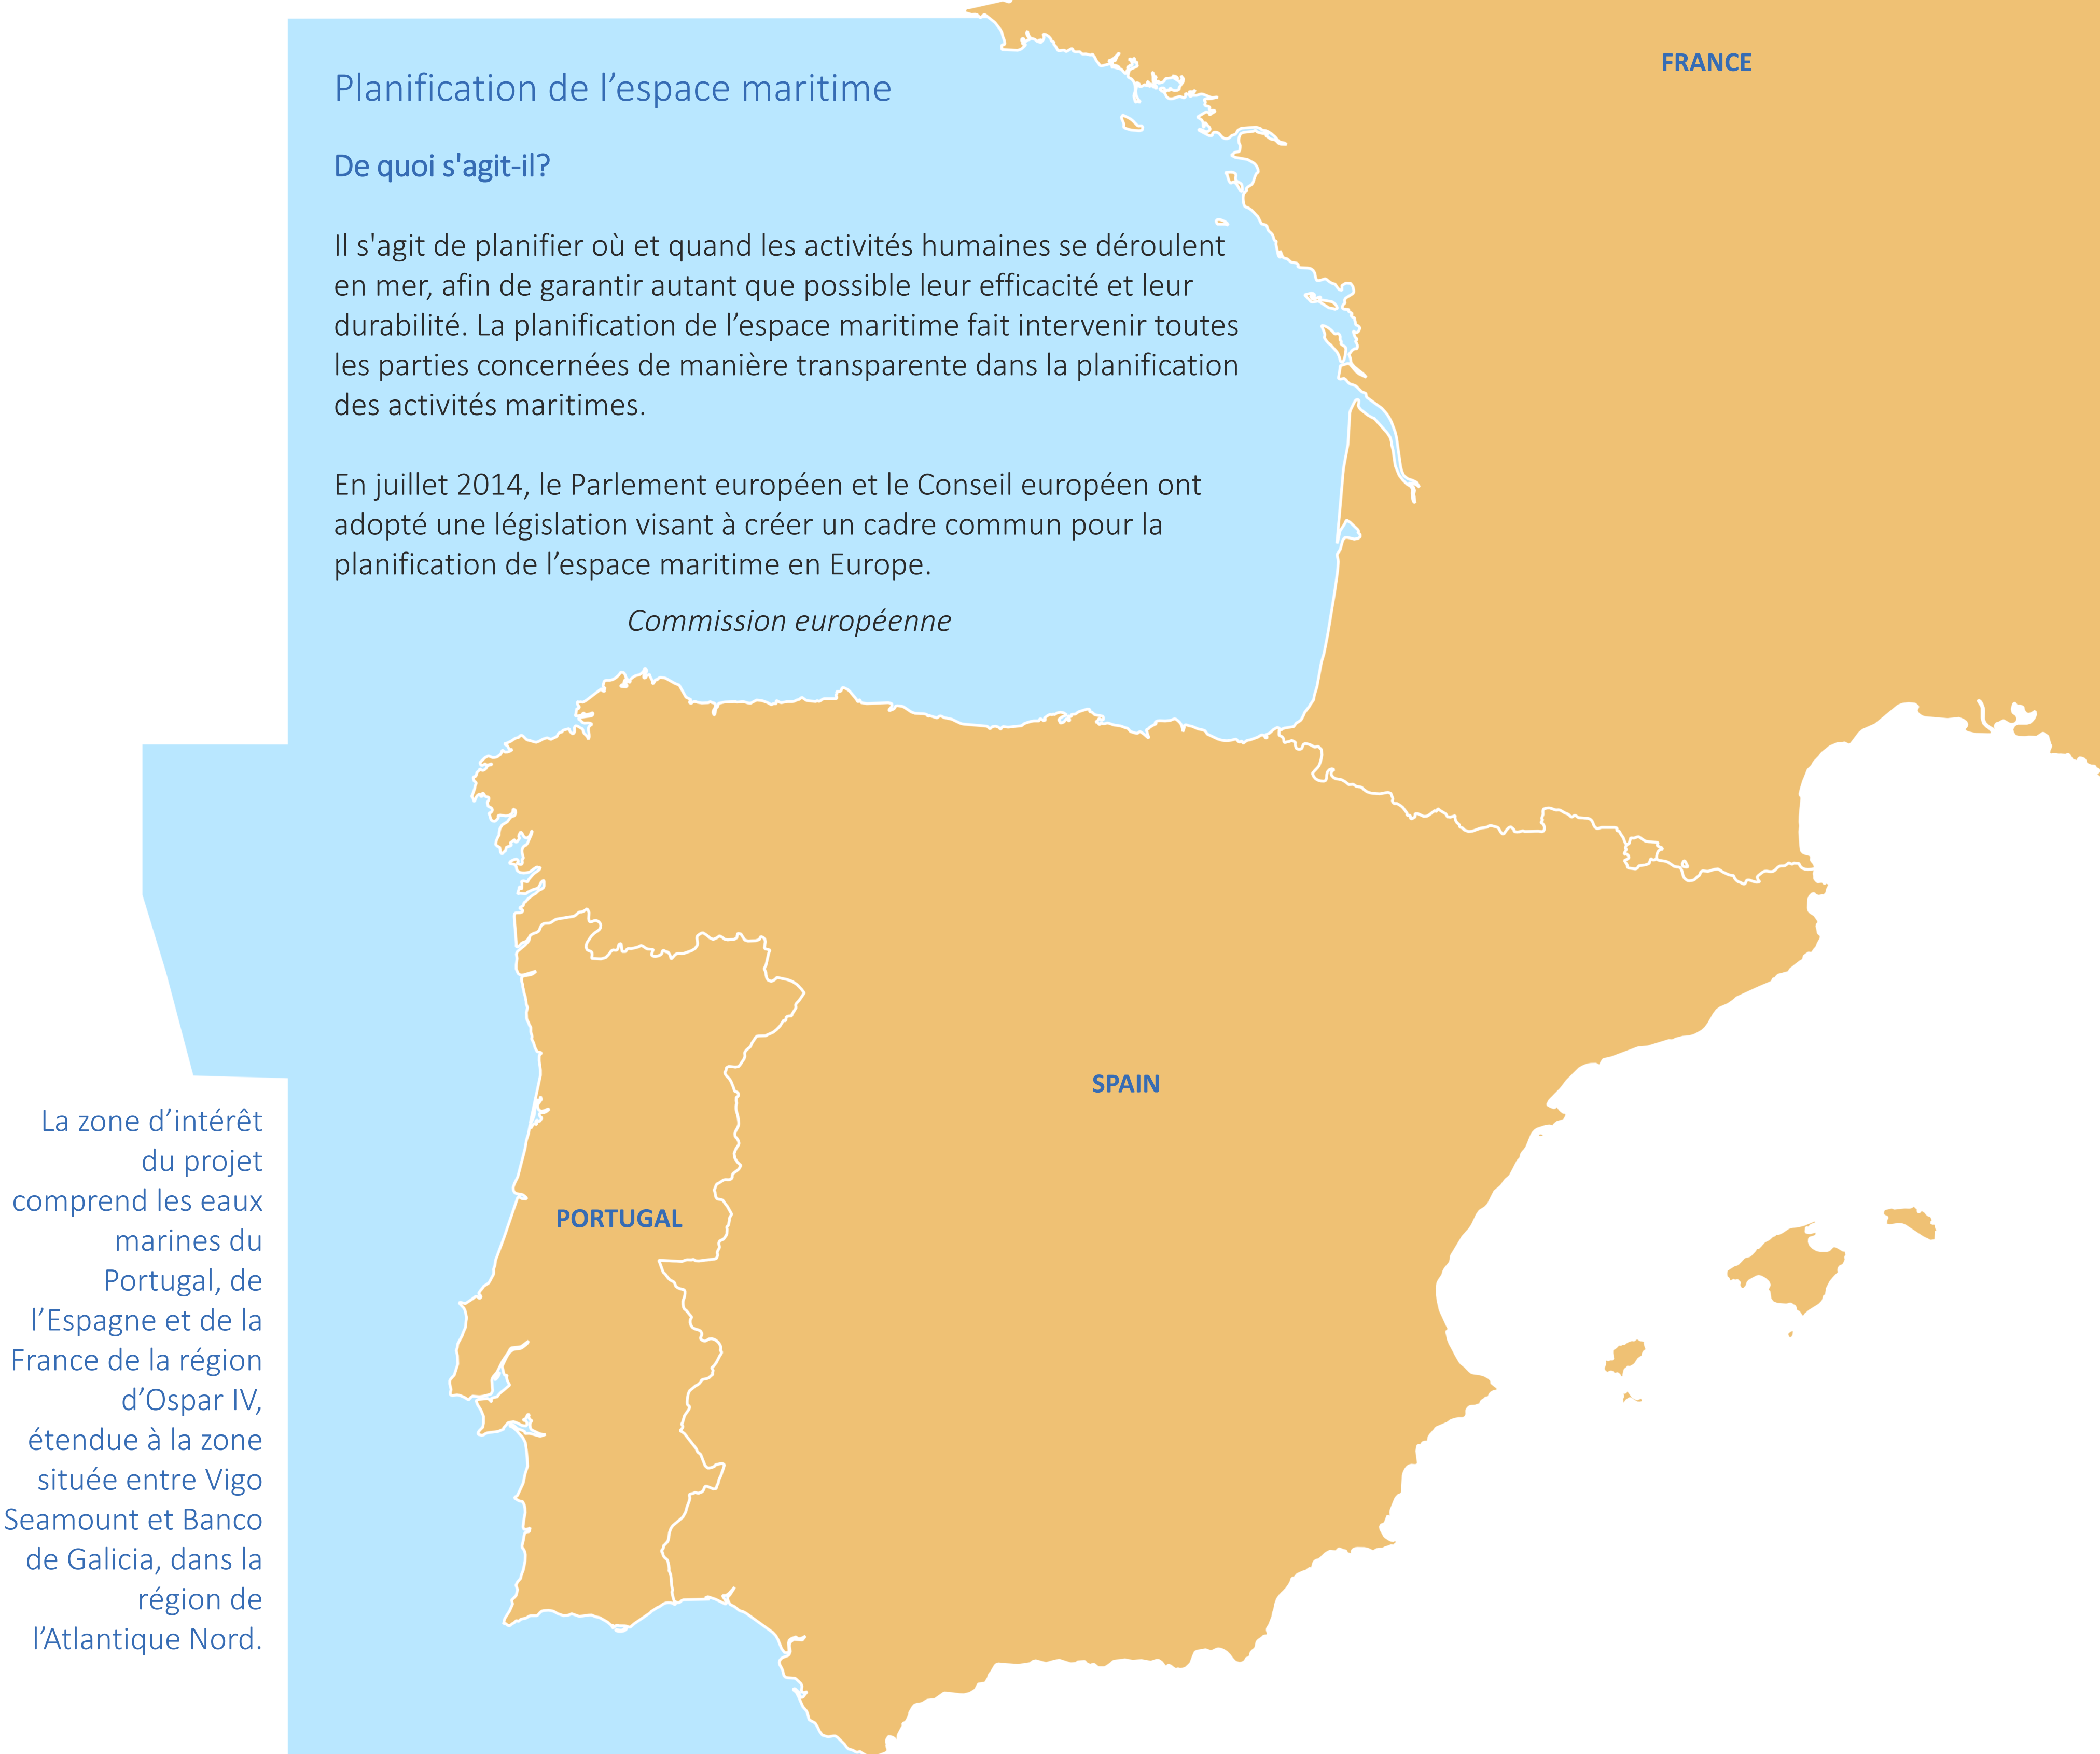 FRANCE
Planification de l’espace maritime
De quoi s'agit-il?
Il s'agit de planifier où et quand les activités humaines se déroulent
en mer, afin de garantir autant que possible leur efficacité et leur
durabilité. La planification de l’espace maritime fait intervenir toutes
les parties concernées de manière transparente dans la planification
des activités maritimes.
En juillet 2014, le Parlement européen et le Conseil européen ont
adopté une législation visant à créer un cadre commun pour la
planification de l’espace maritime en Europe.
Commission européenne
SPAIN
PORTUGAL
La zone d’intérêt
du projet
comprend les eaux
marines du
Portugal, de
l’Espagne et de la
France de la région
d’Ospar IV,
étendue à la zone
située entre Vigo
Seamount et Banco
de Galicia, dans la
région de
l’Atlantique Nord.